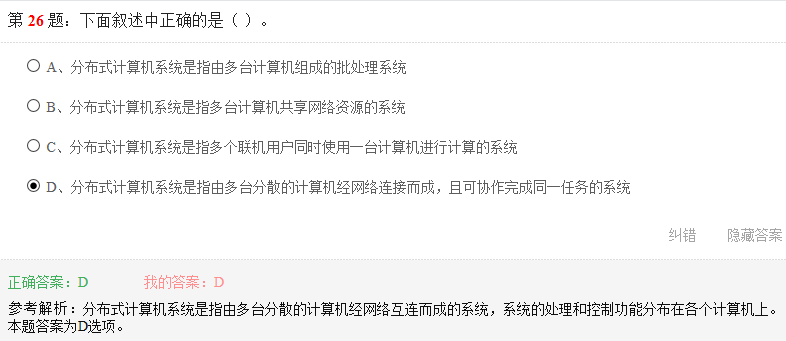 第 26 题：下面叙述中正确的是（ ）。
A、分布式计算机系统是指由多台计算机组成的批处理系统
B、分布式计算机系统是指多台计算机共享网络资源的系统
C、分布式计算机系统是指多个联机用户同时使用一台计算机进行计算的系统
D、分布式计算机系统是指由多台分散的计算机经网络连接而成，且可协作完成同一任务的系统
纠错 隐藏答案
正确答案：D 我的答案：D
参考解析：分布式计算机系统是指由多台分散的计算机经网络互连而成的系统，系统的处理和控制功能分布在各个计算机上。
本题答案为D选项。